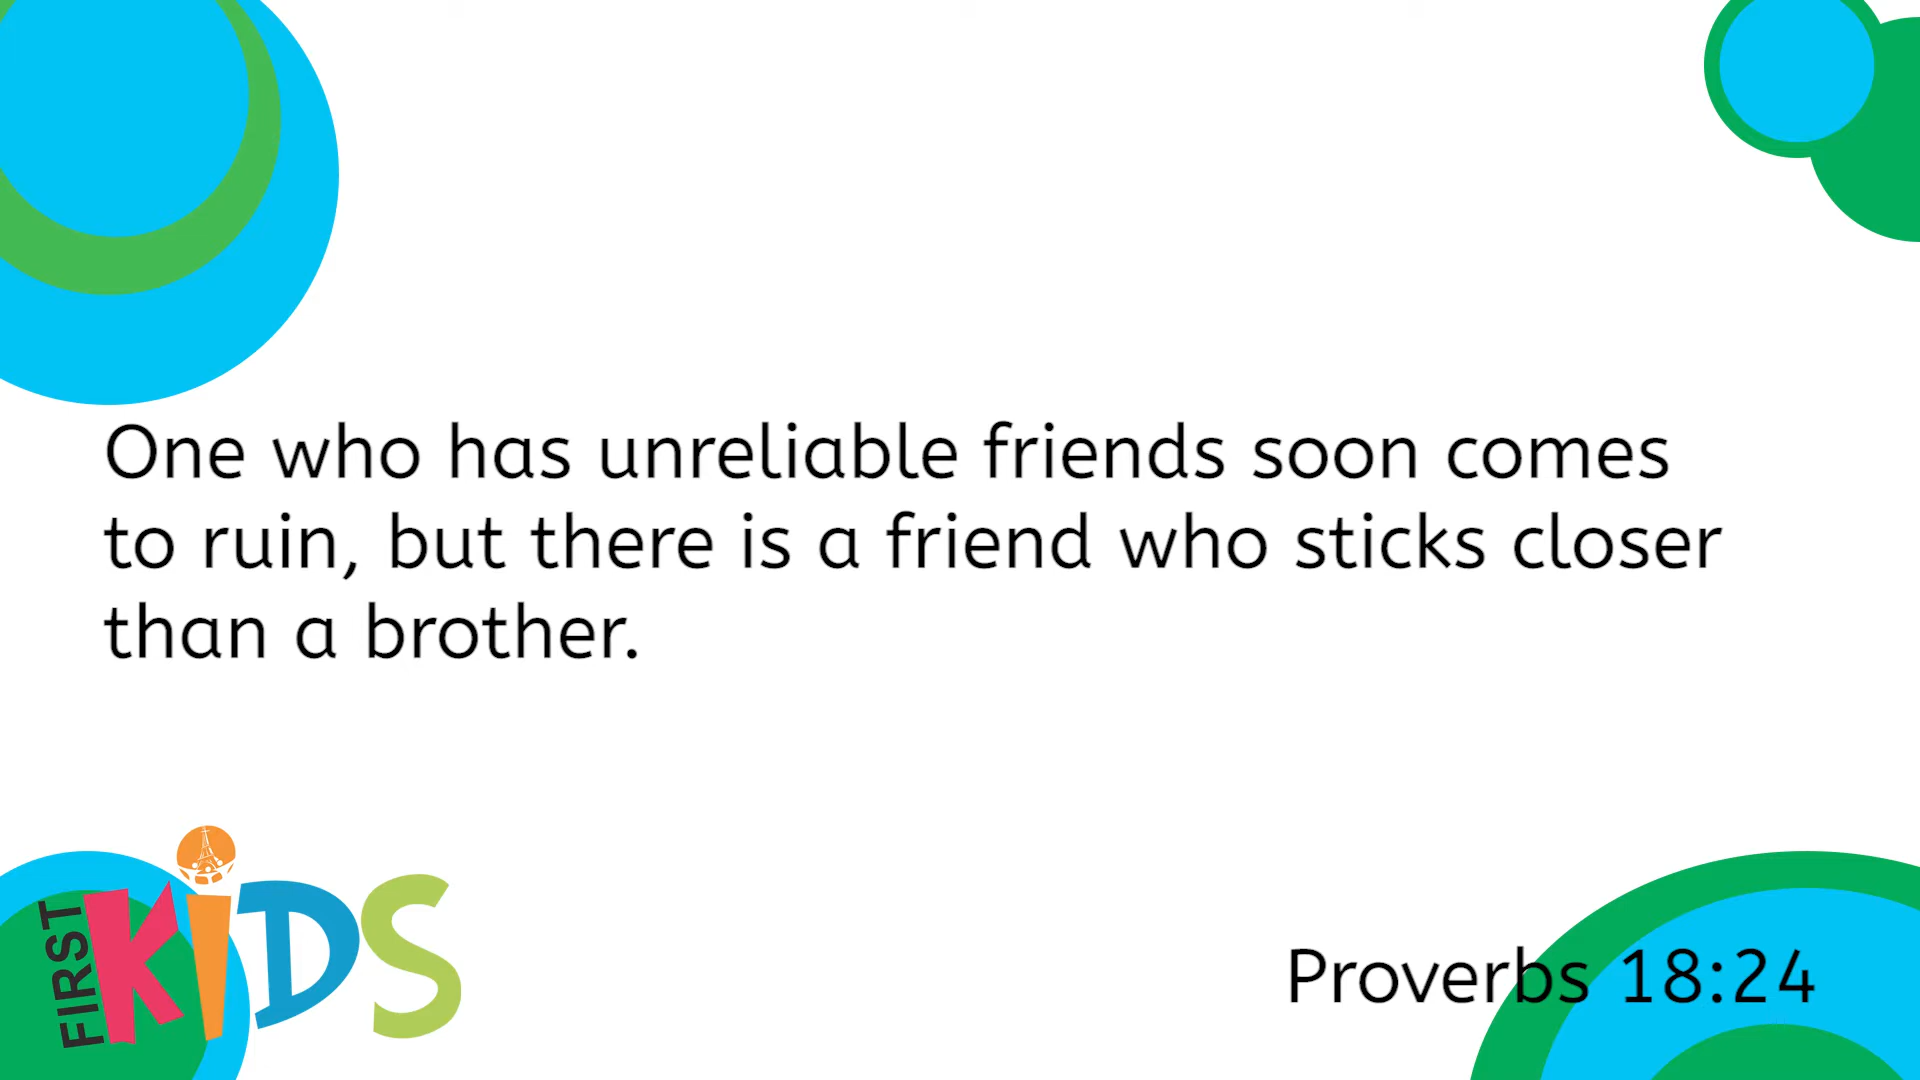 One who has unreliable friends soon comes
to ruin, but there is a friend who sticks closer
than a brother.
FIRST
KiDS
Proverbs 18:24